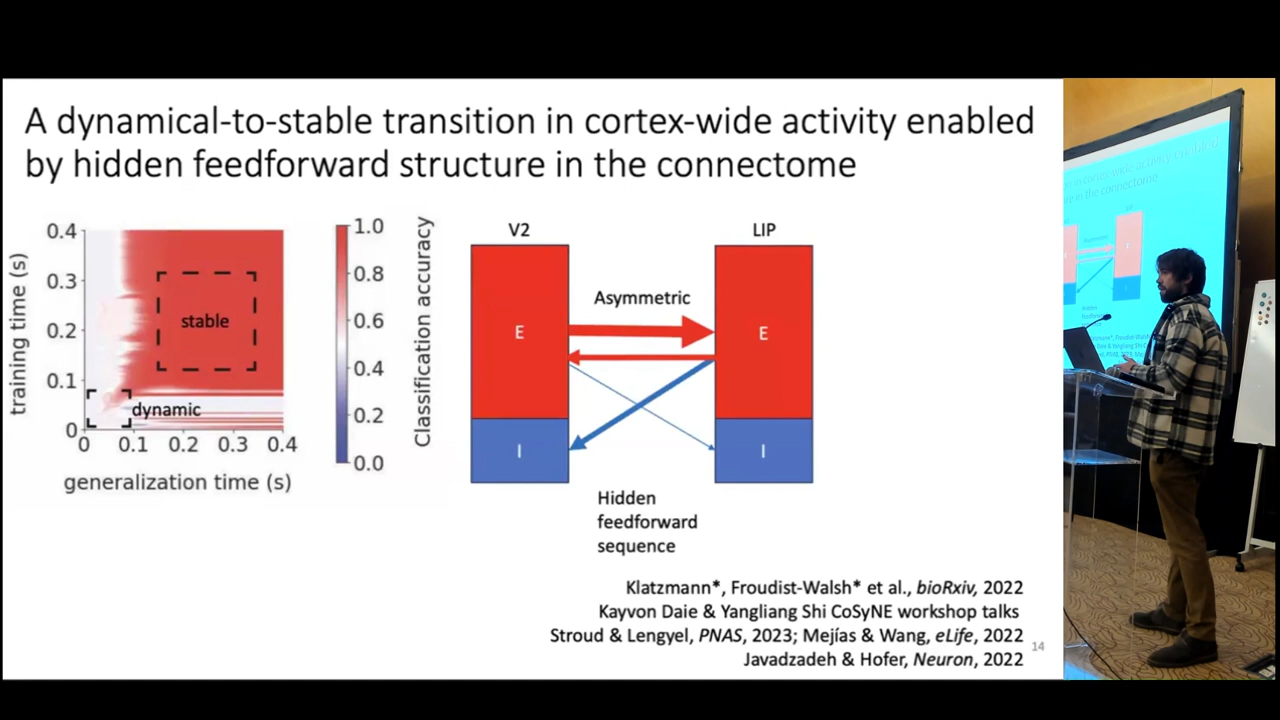 A dynamical-to-stable transition in cortex-wide activity enabled
by hidden feedforward structure in the connectome
training time (s)
0.4
0.3
0.2
0.1
0
stable
dynamic
0
0.1
0.2
0.3
0.4
generalization time (s)
1.0
0.8
0.6
0.4
0.2
0.0
Classification accuracy
V2
LIP
Asymmetric
E
E
I
I
Hidden
feedforward
sequence
Klatzmann*, Froudist-Walsh* et al., bioRxiv, 2022
Kayvon Daie & Yangliang Shi CoSyNE workshop talks
Stroud & Lengyel, PNAS, 2023; Mejías & Wang, eLife, 2022
Javadzadeh & Hofer, Neuron, 2022
14